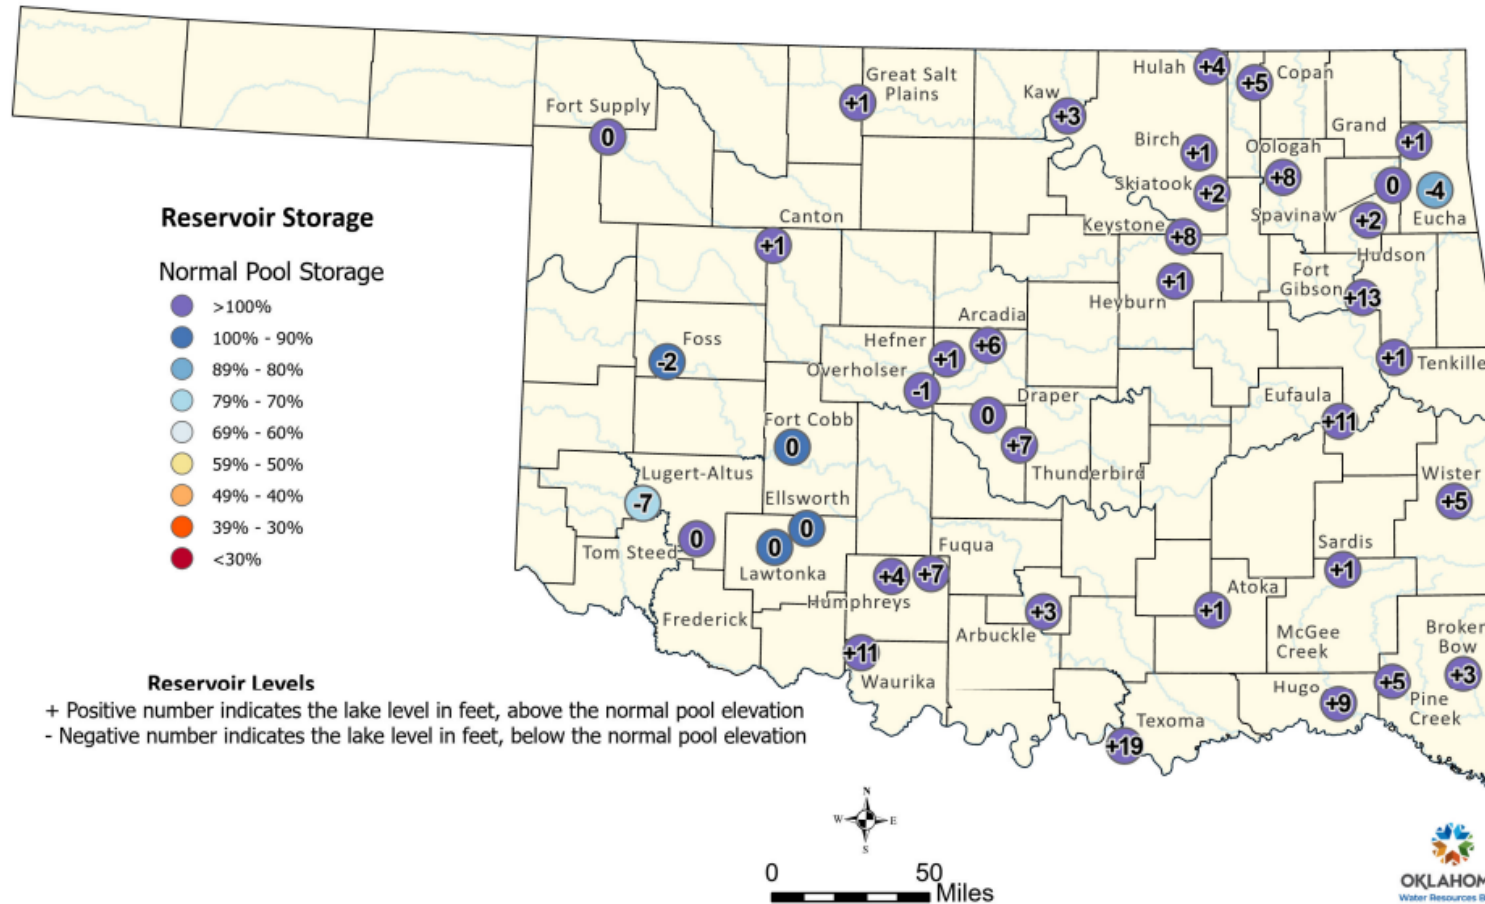 Hulah
+4
+5
Copan
Great Salt
Plains
+1
Kaw
+3
Fort Supply
0
Grand
+1
Birch
+1
Oologah
+8
Skiatook
+2
0
-4
Spavinaw
+2
Eucha
Hudson
Reservoir Storage
Canton
+1
Keystone
+8
Normal Pool Storage
+1
Heyburn
Fort
Gibson
+13
>100%
100% - 90%
89% - 80%
79% - 70%
69% - 60%
59% - 50%
49% - 40%
39% - 30%
<30%
Foss
-2
Arcadia
+6
Hefner
+1
Overholser
-1
Draper
0
+1
Tenkille
Eufaula
+11
Fort Cobb
0
+7
Thunderbird
Wister
+5
Lugert-Altus
-7
Ellsworth
0
Tom Steed
0
0
Lawtonka
Fuqua
+4
+7
Humphreys
Sardis
+1
Atoka
+1
Frederick
Arbuckle
+3
McGee
Creek
Broken
Bow
+3
+11
Waurika
Hugo
+9
+5
Pine
Creek
Texoma
+19
Reservoir Levels
+ Positive number indicates the lake level in feet, above the normal pool elevation
- Negative number indicates the lake level in feet, below the normal pool elevation
N
W
E
S
0
50
Miles
OKLAHOM
Water Resources B